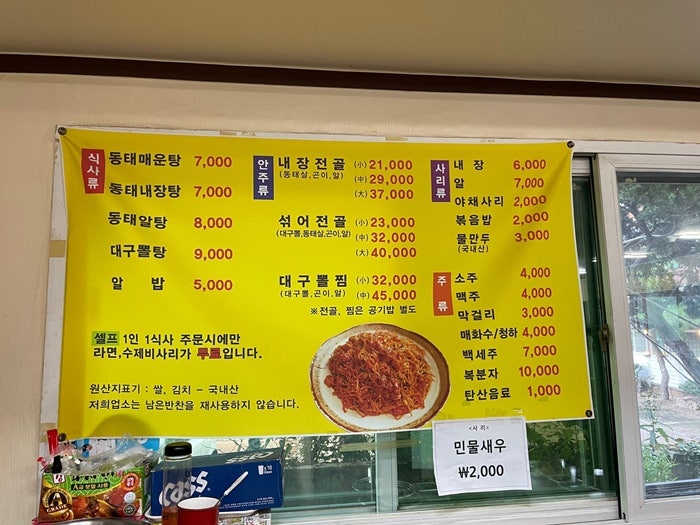 식사류
동태매운탕 7,000
동태내장탕 7,000
동태알탕 8,000
대구뽈탕 9,000
알 밥 5,000
셀프 1인 1식사 주문시에만
라면,수제비사리가 무료입니다.
원산지표기 : 쌀, 김치 - 국내산
저희업소는 남은반찬을 재사용하지 않습니다.
안주류
내장전골 (小) 21,000
(동태살,곤이,알) (中) 29,000
(大) 37,000
섞어전골 (小) 23,000
(대구뽈,동태살,곤이,알) (中) 32,000
(大) 40,000
대구뽈찜 (小) 32,000
(대구뽈,곤이,알) (中) 45,000
※전골, 찜은 공기밥 별도
사리류
내 장 6,000
알 7,000
야채사리 2,000
볶음밥 2,000
물만두 3,000
(국내산)
주류
소주 4,000
맥주 4,000
막걸리 3,000
매화수/청하 4,000
백세주 7,000
복분자 10,000
탄산음료 1,000
<사리>
민물새우
₩2,000
cass
A급 분말 사용